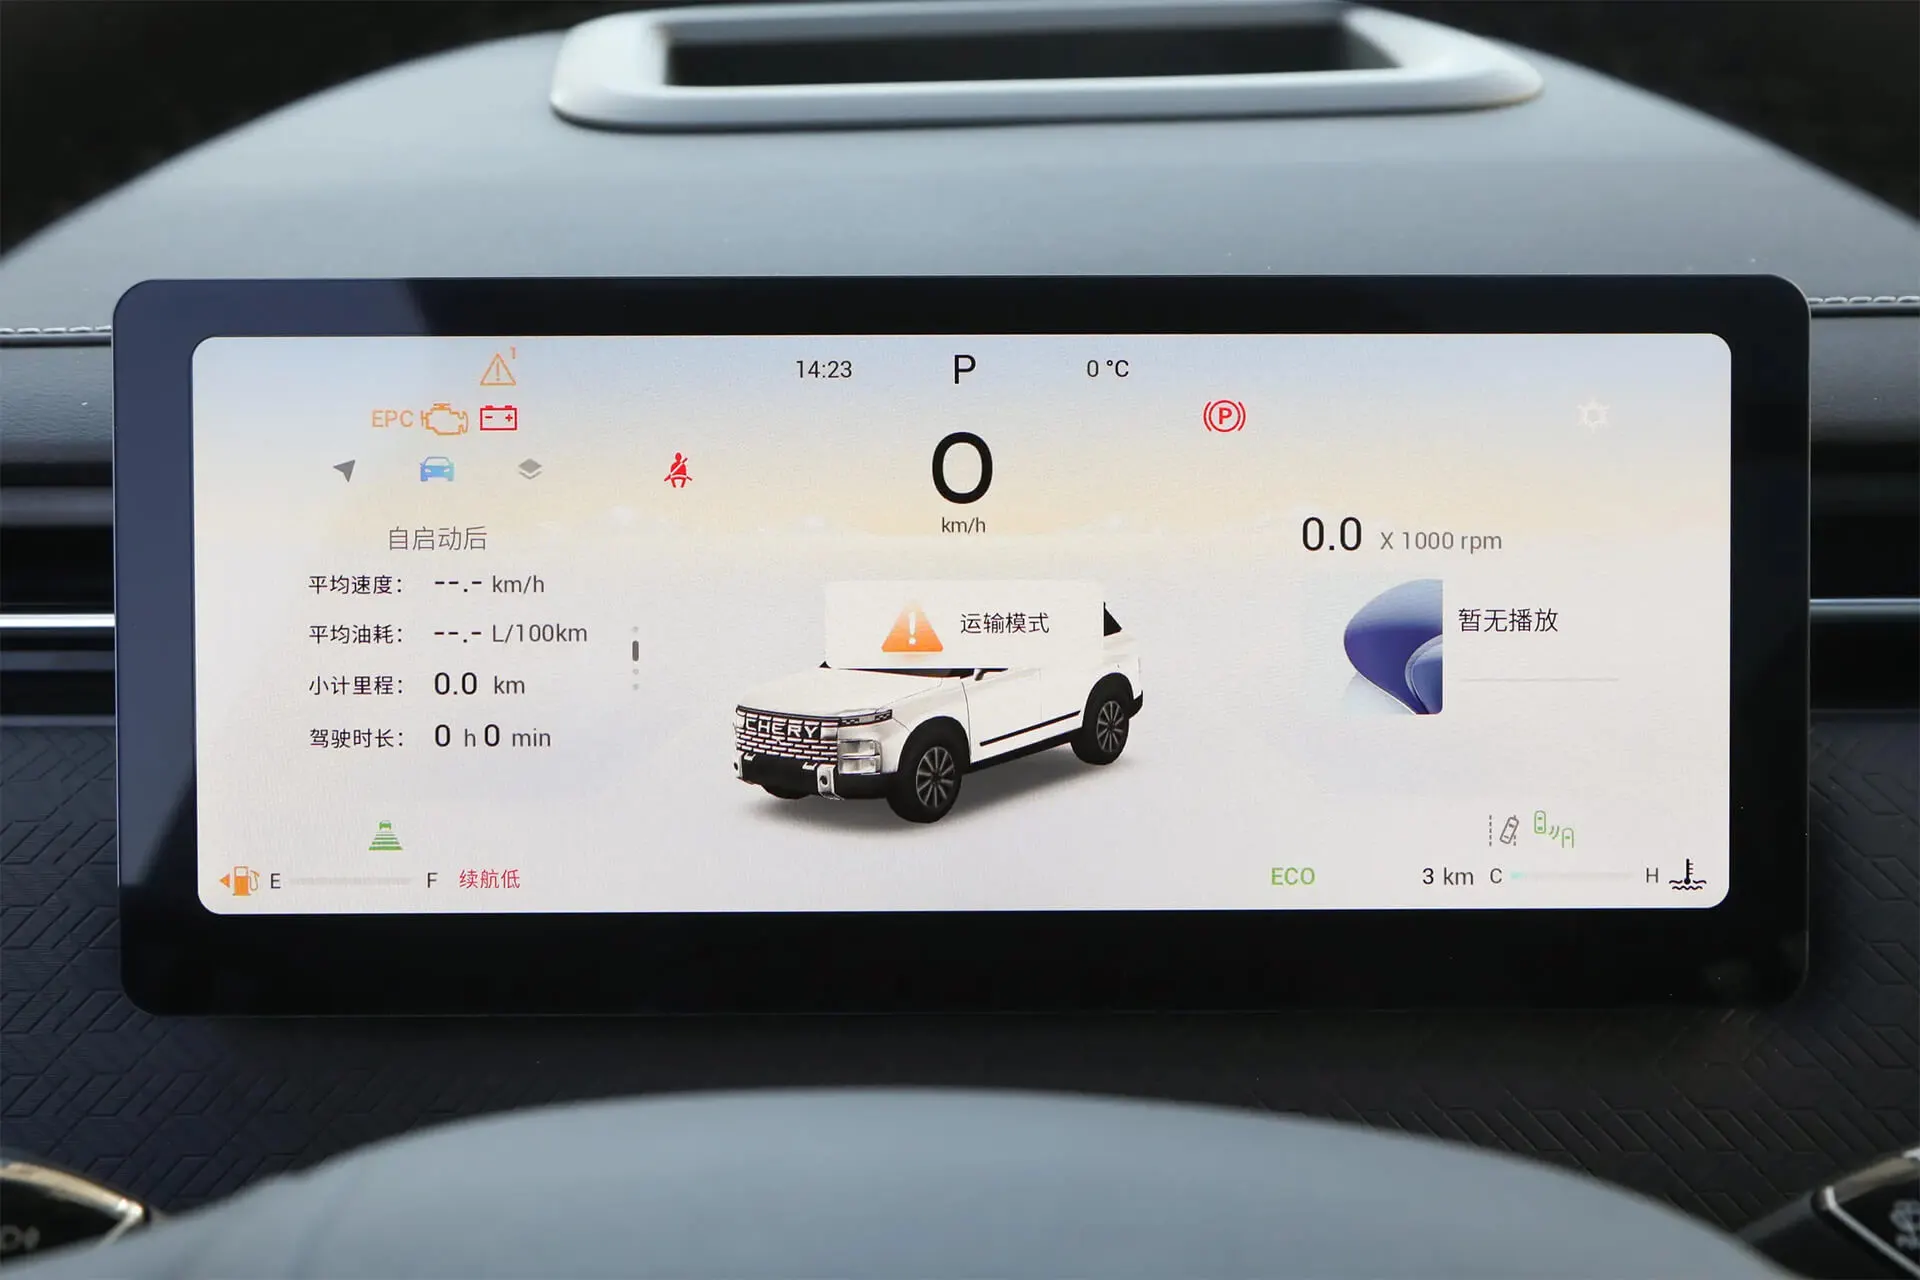 1
14:23 P 0 °C
EPC
P
0
km/h
自启动后
0.0 X 1000 rpm
平均速度： --.- km/h
平均油耗： --.- L/100km
小计里程： 0.0 km
驾驶时长： 0 h 0 min
运输模式
暂无播放
CHERY
E F 续航低
ECO
3 km C H